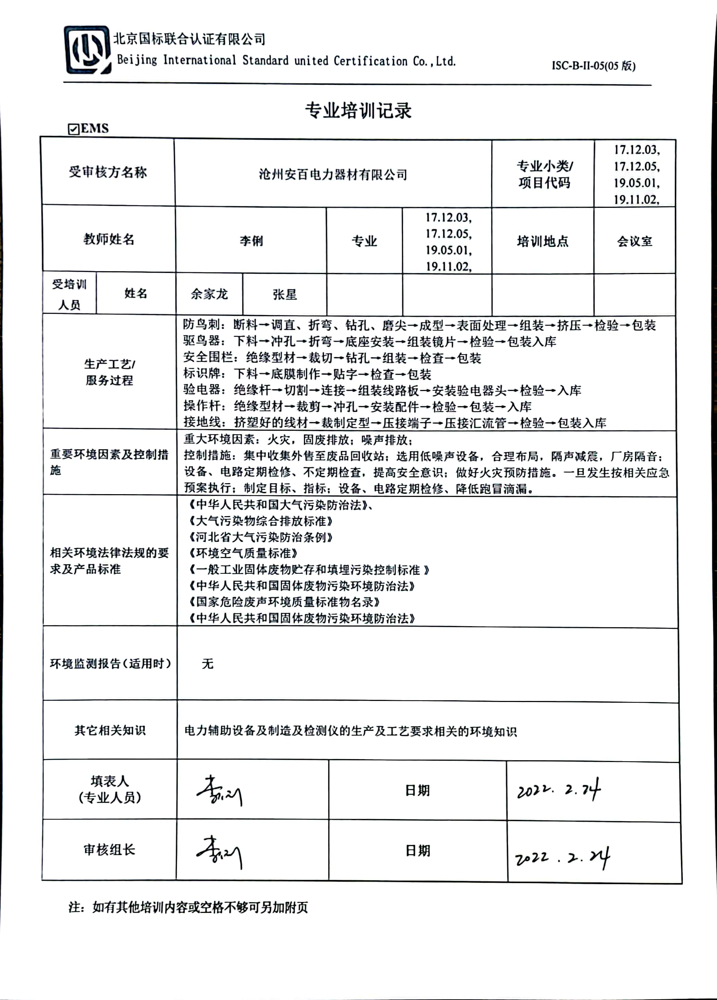 北京国标联合认证有限公司
Beijing International Standard united Certification Co.,Ltd.
ISC-B-II-05(05 版)
专业培训记录
☑EMS
受审核方名称
沧州安百电力器材有限公司
专业小类/
项目代码
17.12.03,
17.12.05,
19.05.01,
19.11.02,
教师姓名
李俐
专业
17.12.03,
17.12.05,
19.05.01,
19.11.02,
培训地点
会议室
受培训
人员
姓名
余家龙
张星
生产工艺/
服务过程
防鸟刺：断料→调直、折弯、钻孔、磨尖→成型→表面处理→组装→挤压→检验→包装
驱鸟器：下料→冲孔→折弯→底座安装→组装镜片→检验→包装入库
安全围栏：绝缘型材→裁切→钻孔→组装→检查→包装
标识牌：下料→底膜制作→贴字→检查→包装
验电器：绝缘杆→切割→连接→组装线路板→安装验电器头→检验→入库
操作杆：绝缘型材→裁剪→冲孔→安装配件→检验→包装→入库
接地线：挤塑好的线材→裁制定型→压接端子→压接汇流管→检验→包装入库
重要环境因素及控制措
施
重大环境因素：火灾，固废排放；噪声排放；
控制措施：集中收集外售至废品回收站；选用低噪声设备，合理布局，隔声减震，厂房隔音；
设备、电路定期检修、不定期检查，提高安全意识；做好火灾预防措施。一旦发生按相关应急
预案执行；制定目标、指标；设备、电路定期检修、降低跑冒滴漏。
相关环境法律法规的要
求及产品标准
《中华人民共和国大气污染防治法》、
《大气污染物综合排放标准》
《河北省大气污染防治条例》
《环境空气质量标准》
《一般工业固体废物贮存和填埋污染控制标准 》
《中华人民共和国固体废物污染环境防治法》
《国家危险废声环境质量标准物名录》
《中华人民共和国固体废物污染环境防治法》
环境监测报告（适用时）
无
其它相关知识
电力辅助设备及制造及检测仪的生产及工艺要求相关的环境知识
填表人
（专业人员）
李俐
日期
2022. 2.24
审核组长
李俐
日期
2022.2.24
注：如有其他培训内容或空格不够可另加附页